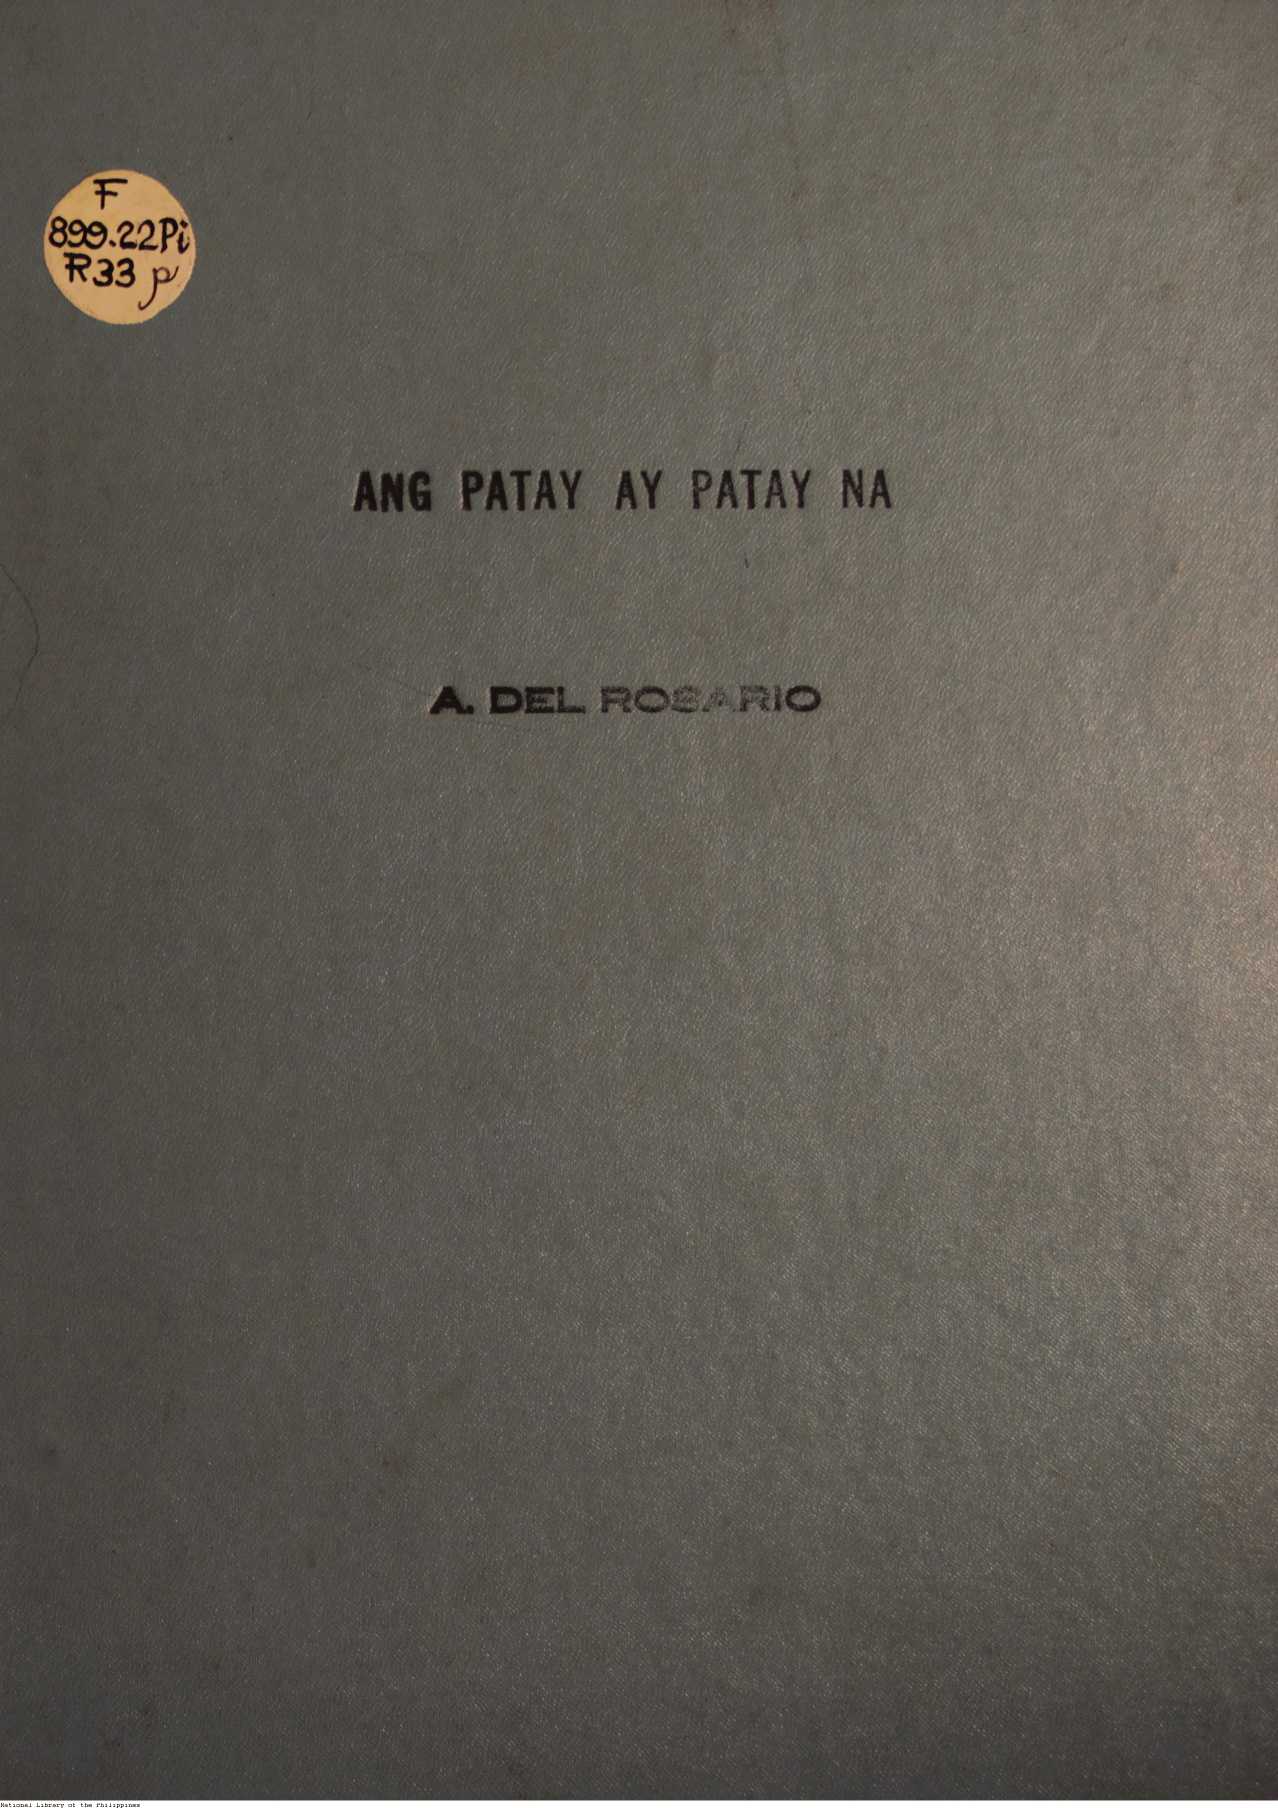 F
899.22Pi
R33 p
ANG PATAY AY PATAY NA
A. DEL ROSARIO
National Library of the Philippines